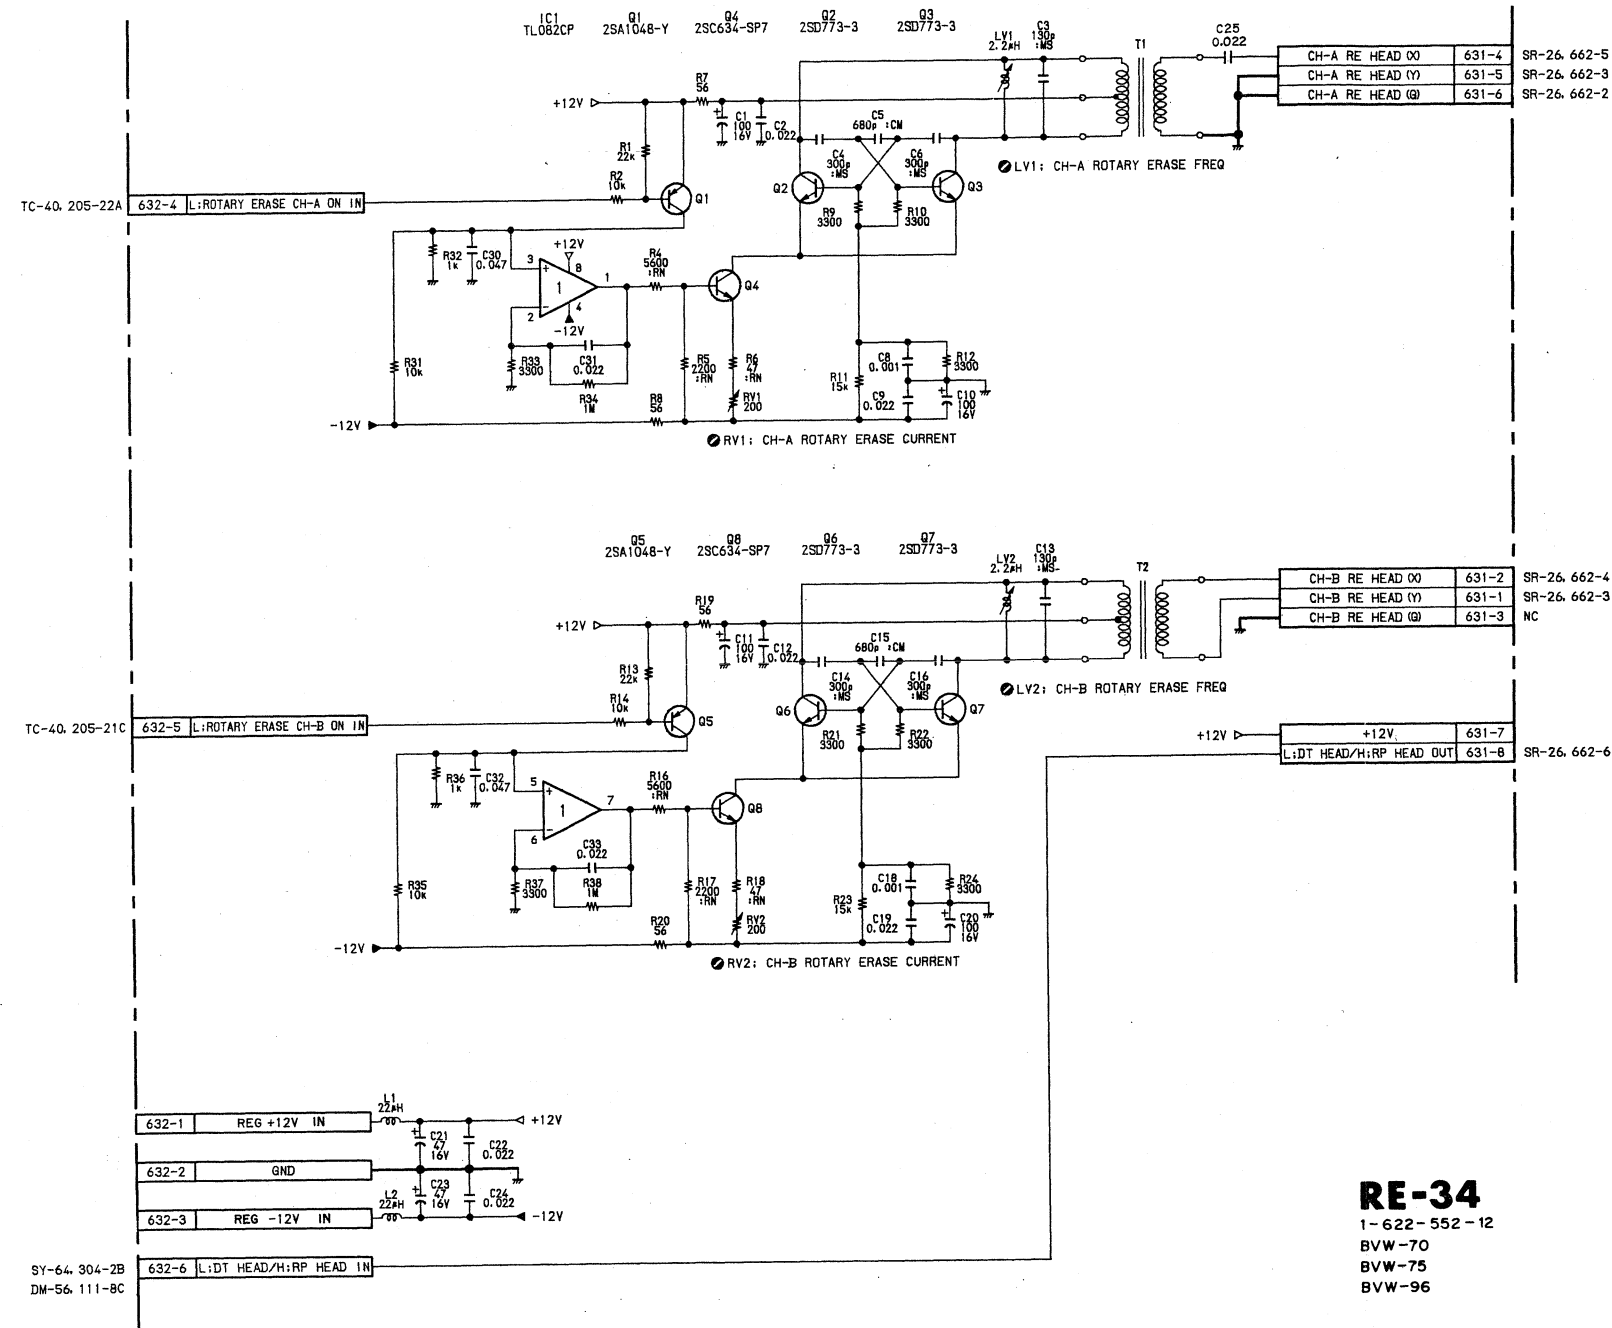 IC1 Q1 Q4 Q2 Q3
TL082CP 2SA1048-Y 2SC634-SP7 2SD773-3 2SD773-3
LV1
2.2μH
C3
130p
:MS
T1
C25
0.022
CH-A RE HEAD (X) 631-4 SR-26, 662-5
CH-A RE HEAD (Y) 631-5 SR-26, 662-3
CH-A RE HEAD (G) 631-6 SR-26, 662-2
R7
56
+12V
C1
100
16V
C2
0.022
C5
680p :CM
R1
22k
C4
300p
:MS
C6
300p
:MS
LV1; CH-A ROTARY ERASE FREQ
R2
10k
Q1
Q2
Q3
TC-40, 205-22A 632-4 L;ROTARY ERASE CH-A ON IN
R9
3300
R10
3300
R32
1k
C30
0.047
+12V
3
8
+
1
1
-
2
4
-12V
R4
5600
:RN
Q4
R31
10k
R33
3300
C31
0.022
R34
1M
R5
2200
:RN
R6
47
:RN
RV1
200
R8
56
R11
15k
C8
0.001
R12
3300
C9
0.022
C10
100
16V
-12V
RV1; CH-A ROTARY ERASE CURRENT
Q5 Q8 Q6 Q7
2SA1048-Y 2SC634-SP7 2SD773-3 2SD773-3
LV2
2.2μH
C13
130p
:MS
T2
CH-B RE HEAD (X) 631-2 SR-26, 662-4
CH-B RE HEAD (Y) 631-1 SR-26, 662-3
CH-B RE HEAD (G) 631-3 NC
R19
56
+12V
C11
100
16V
C12
0.022
C15
680p :CM
R13
22k
C14
300p
:MS
C16
300p
:MS
LV2; CH-B ROTARY ERASE FREQ
R14
10k
Q5
Q6
Q7
TC-40, 205-21C 632-5 L;ROTARY ERASE CH-B ON IN
R21
3300
R22
3300
+12V +12V 631-7
L;DT HEAD/H;RP HEAD OUT 631-8 SR-26, 662-6
R36
1k
C32
0.047
5
+
1
7
-
6
R16
5600
:RN
Q8
R35
10k
R37
3300
C33
0.022
R38
1M
R17
2200
:RN
R18
47
:RN
RV2
200
R20
56
R23
15k
C18
0.001
R24
3300
C19
0.022
C20
100
16V
-12V
RV2; CH-B ROTARY ERASE CURRENT
L1
22μH
632-1 REG +12V IN +12V
C21
47
16V
C22
0.022
632-2 GND
L2
22μH
C23
47
16V
C24
0.022
632-3 REG -12V IN -12V
SY-64, 304-2B 632-6 L;DT HEAD/H;RP HEAD IN
DM-56, 111-8C
RE-34
1-622-552-12
BVW-70
BVW-75
BVW-96